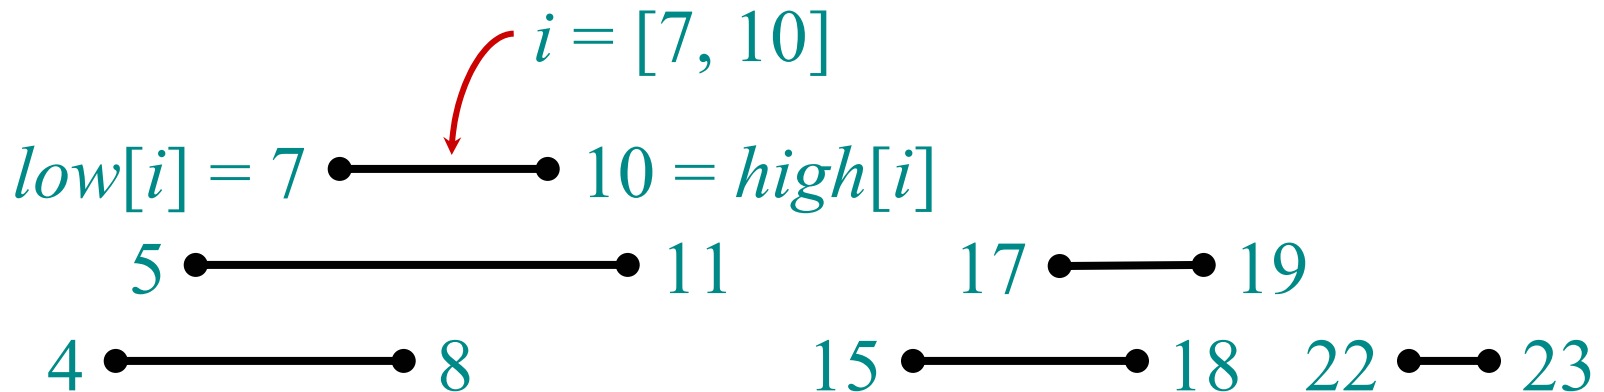 i = [7, 10]
low[i] = 7 10 = high[i]
5 11 17 19
4 8 15 18 22 23